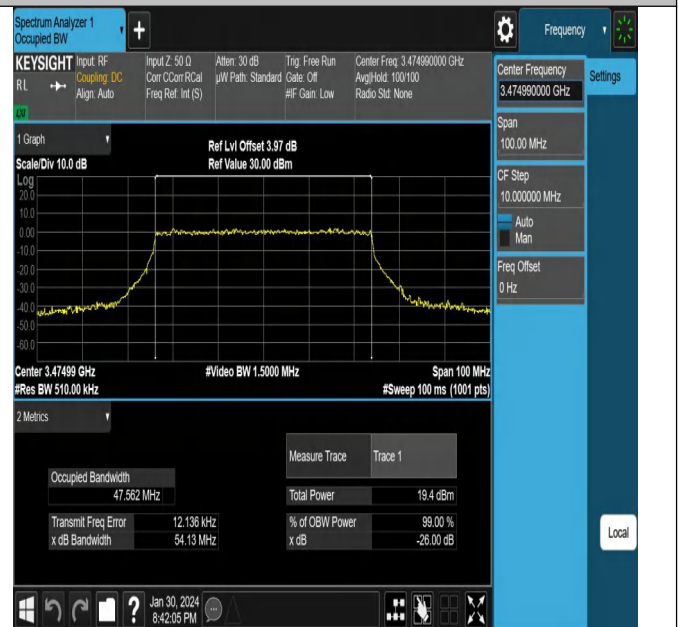 Spectrum Analyzer 1
Occupied BW
+
Frequency
KEYSIGHT
RL
LXI
Input: RF
Coupling: DC
Align: Auto
Input Z: 50 Ω
Corr CCorr RCal
Freq Ref: Int (S)
Atten: 30 dB
µW Path: Standard
Trig: Free Run
Gate: Off
#IF Gain: Low
Center Freq: 3.474990000 GHz
Avg|Hold: 100/100
Radio Std: None
Center Frequency
3.474990000 GHz
Settings
Span
100.00 MHz
CF Step
10.000000 MHz
Auto
Man
Freq Offset
0 Hz
1 Graph
Scale/Div 10.0 dB
Ref Lvl Offset 3.97 dB
Ref Value 30.00 dBm
Log
20.0
10.0
0.00
-10.0
-20.0
-30.0
-40.0
-50.0
-60.0
Center 3.47499 GHz
#Res BW 510.00 kHz
#Video BW 1.5000 MHz
Span 100 MHz
#Sweep 100 ms (1001 pts)
2 Metrics
Measure Trace Trace 1
Occupied Bandwidth
47.562 MHz
Total Power 19.4 dBm
Transmit Freq Error 12.136 kHz
% of OBW Power 99.00 %
x dB Bandwidth 54.13 MHz
x dB -26.00 dB
Local
?
Jan 30, 2024
8:42:05 PM